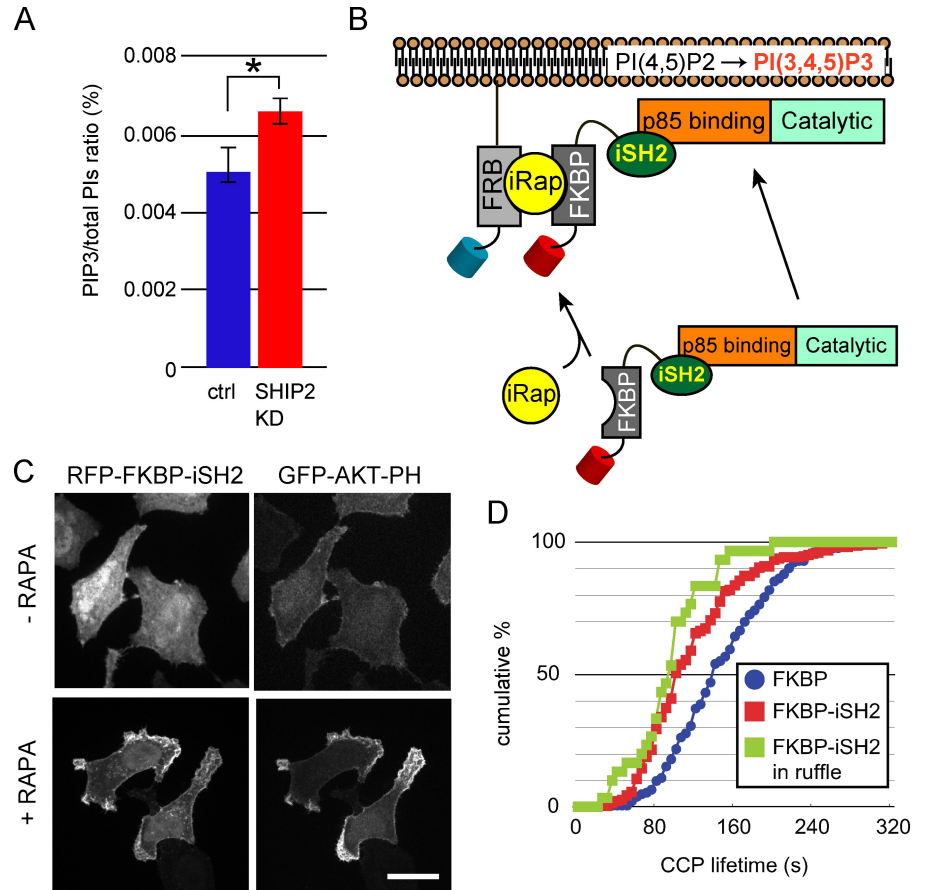 A
0.008
0.006
0.004
0.002
0
PIP3/total PIs ratio (%)
*
ctrl
SHIP2
KD
B
PI(4,5)P2 → PI(3,4,5)P3
p85 binding
Catalytic
iSH2
FRB
iRap
FKBP
p85 binding
Catalytic
iSH2
iRap
FKBP
C
RFP-FKBP-iSH2
GFP-AKT-PH
- RAPA
+ RAPA
D
100
50
0
cumulative %
FKBP
FKBP-iSH2
FKBP-iSH2
in ruffle
0 80 160 240 320
CCP lifetime (s)